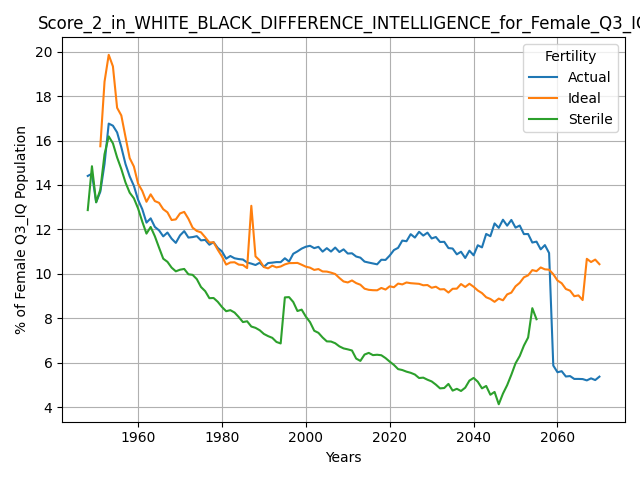 Score_2_in_WHITE_BLACK_DIFFERENCE_INTELLIGENCE_for_Female_Q3_IQ
Fertility
Actual
Ideal
Sterile
% of Female Q3_IQ Population
20
18
16
14
12
10
8
6
4
1960 1980 2000 2020 2040 2060
Years